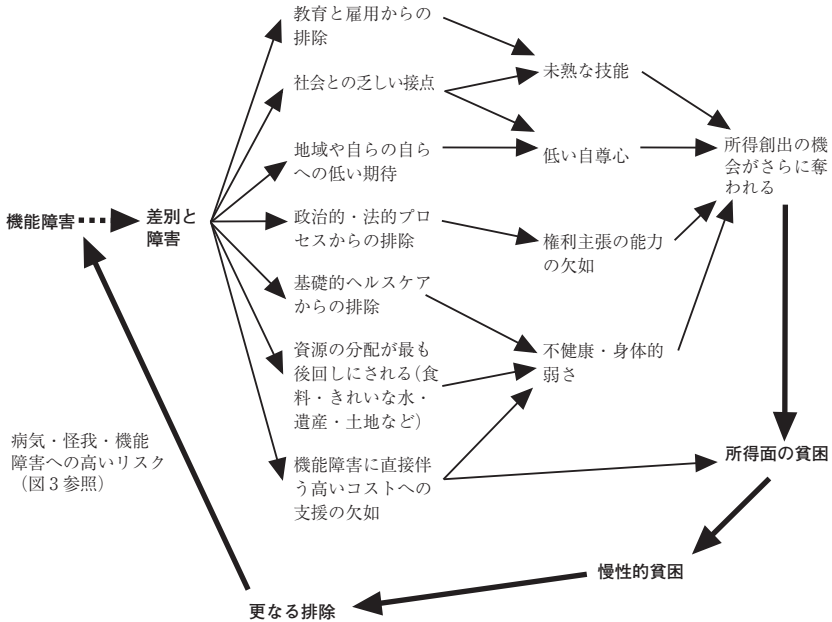 教育と雇用からの
排除
社会との乏しい接点
地域や自らの自ら
への低い期待
政治的・法的プロ
セスからの排除
基礎的ヘルスケア
からの排除
資源の分配が最も
後回しにされる（食
料・きれいな水・
遺産・土地など）
機能障害に直接伴
う高いコストへの
支援の欠如
機能障害
差別と
障害
未熟な技能
低い自尊心
権利主張の能力
の欠如
不健康・身体的
弱さ
所得創出の機
会がさらに奪
われる
所得面の貧困
慢性的貧困
更なる排除
病気・怪我・機能
障害への高いリスク
（図３参照）